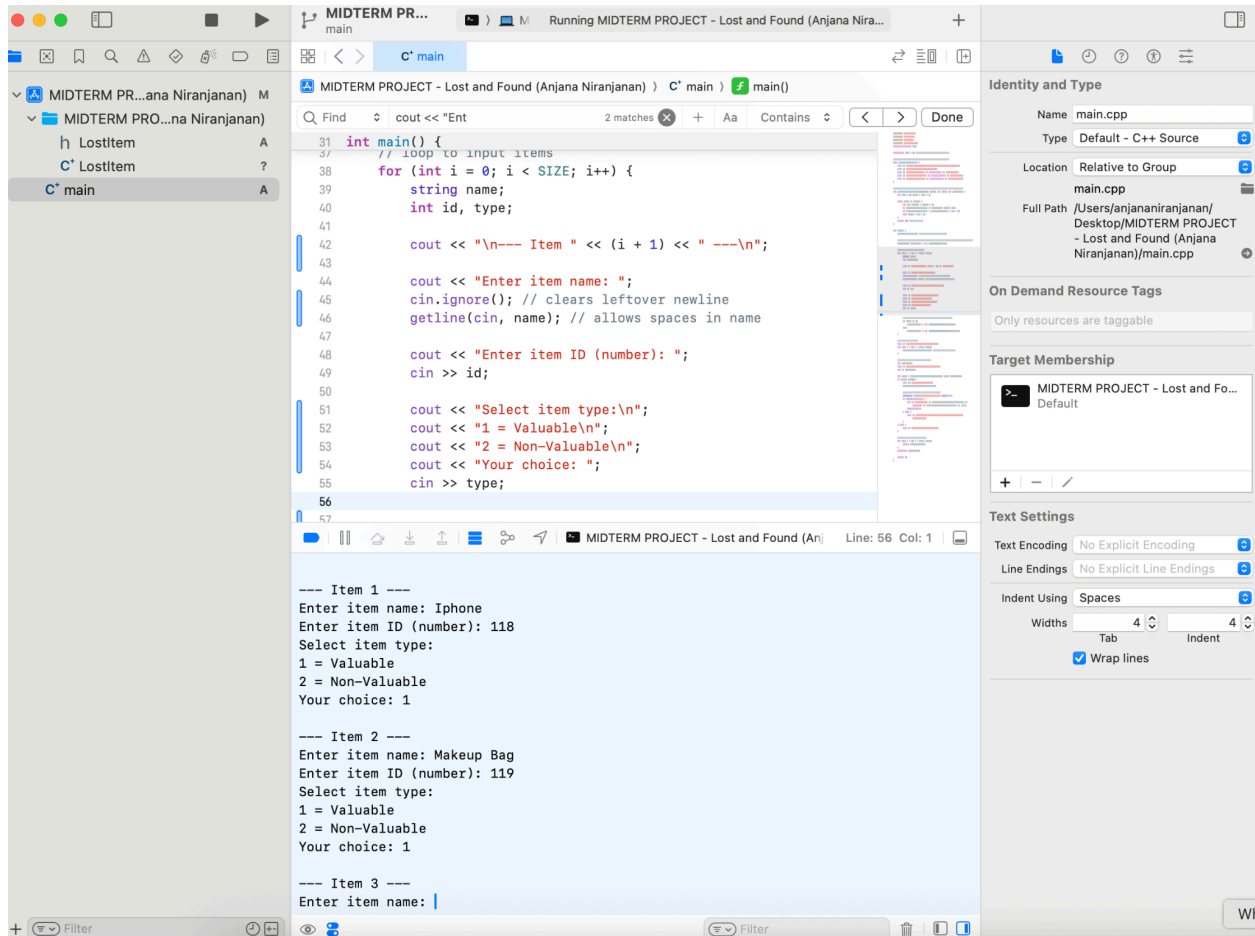 MIDTERM PR...
main
M
Running MIDTERM PROJECT - Lost and Found (Anjana Nira...
C+ main
MIDTERM PROJECT - Lost and Found (Anjana Niranjanan) 〉 C+ main 〉 f main()
Find
cout << "Ent
2 matches
Aa
Contains
Done
MIDTERM PR...ana Niranjanan) M
MIDTERM PRO...na Niranjanan)
h LostItem A
C+ LostItem ?
C+ main A
Filter
31 int main() {
37 // loop to input items
38 for (int i = 0; i < SIZE; i++) {
39 string name;
40 int id, type;
41
42 cout << "\n--- Item " << (i + 1) << " ---\n";
43
44 cout << "Enter item name: ";
45 cin.ignore(); // clears leftover newline
46 getline(cin, name); // allows spaces in name
47
48 cout << "Enter item ID (number): ";
49 cin >> id;
50
51 cout << "Select item type:\n";
52 cout << "1 = Valuable\n";
53 cout << "2 = Non-Valuable\n";
54 cout << "Your choice: ";
55 cin >> type;
56
57
MIDTERM PROJECT - Lost and Found (An
Line: 56 Col: 1
--- Item 1 ---
Enter item name: Iphone
Enter item ID (number): 118
Select item type:
1 = Valuable
2 = Non-Valuable
Your choice: 1
--- Item 2 ---
Enter item name: Makeup Bag
Enter item ID (number): 119
Select item type:
1 = Valuable
2 = Non-Valuable
Your choice: 1
--- Item 3 ---
Enter item name:
Filter
Identity and Type
Name main.cpp
Type Default - C++ Source
Location Relative to Group
main.cpp
Full Path /Users/anjananiranjanan/
Desktop/MIDTERM PROJECT
- Lost and Found (Anjana
Niranjanan)/main.cpp
On Demand Resource Tags
Only resources are taggable
Target Membership
MIDTERM PROJECT - Lost and Fo...
Default
Text Settings
Text Encoding No Explicit Encoding
Line Endings No Explicit Line Endings
Indent Using Spaces
Widths 4 4
Tab Indent
Wrap lines